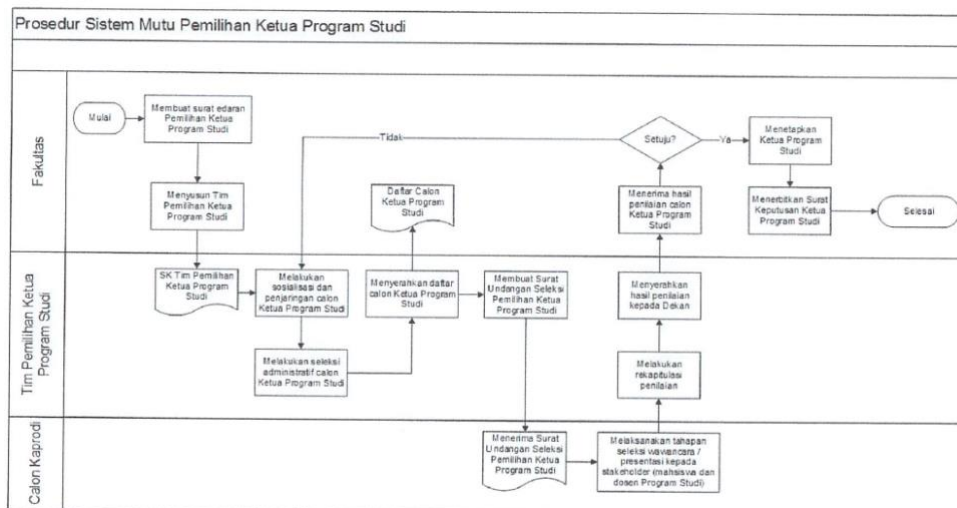 Prosedur Sistem Mutu Pemilihan Ketua Program Studi
Fakultas
Mulai
Membuat surat edaran
Pemilihan Ketua
Program Studi
Menyusun Tim
Pemilihan Ketua
Program Studi
Tidak
Daftar Calon
Ketua Program
Studi
Setuju?
Ya
Menetapkan
Ketua Program
Studi
Menerima hasil
penilaian calon
Ketua Program
Studi
Menerbitkan Surat
Keputusan Ketua
Program Studi
Selesai
Tim Pemilihan Ketua
Program Studi
SK Tim Pemilihan
Ketua Program
Studi
Melakukan
sosialisasi dan
penjaringan calon
Ketua Program Studi
Menyerahkan daftar
calon Ketua Program
Studi
Membuat Surat
Undangan Seleksi
Pemilihan Ketua
Program Studi
Menyerahkan
hasil penilaian
kepada Dekan
Melakukan seleksi
administratif calon
Ketua Program Studi
Melakukan
rekapitulasi
penilaian
Calon Kaprodi
Menerima Surat
Undangan Seleksi
Pemilihan Ketua
Program Studi
Melaksanakan tahapan
seleksi wawancara /
presentasi kepada
stakeholder (mahsiswa dan
dosen Program Studi)